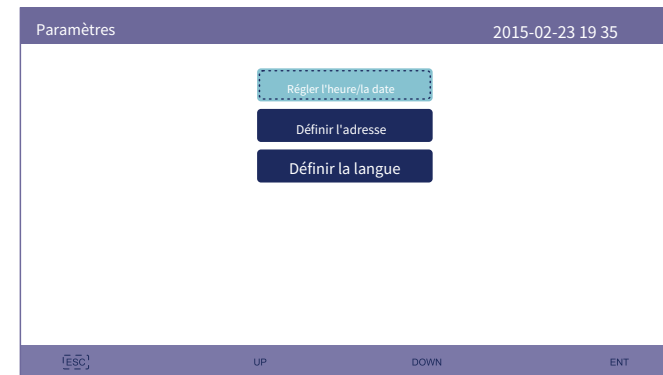 Paramètres 2015-02-23 19 35
Régler l'heure/la date
Définir l'adresse
Définir la langue
ESC UP DOWN ENT